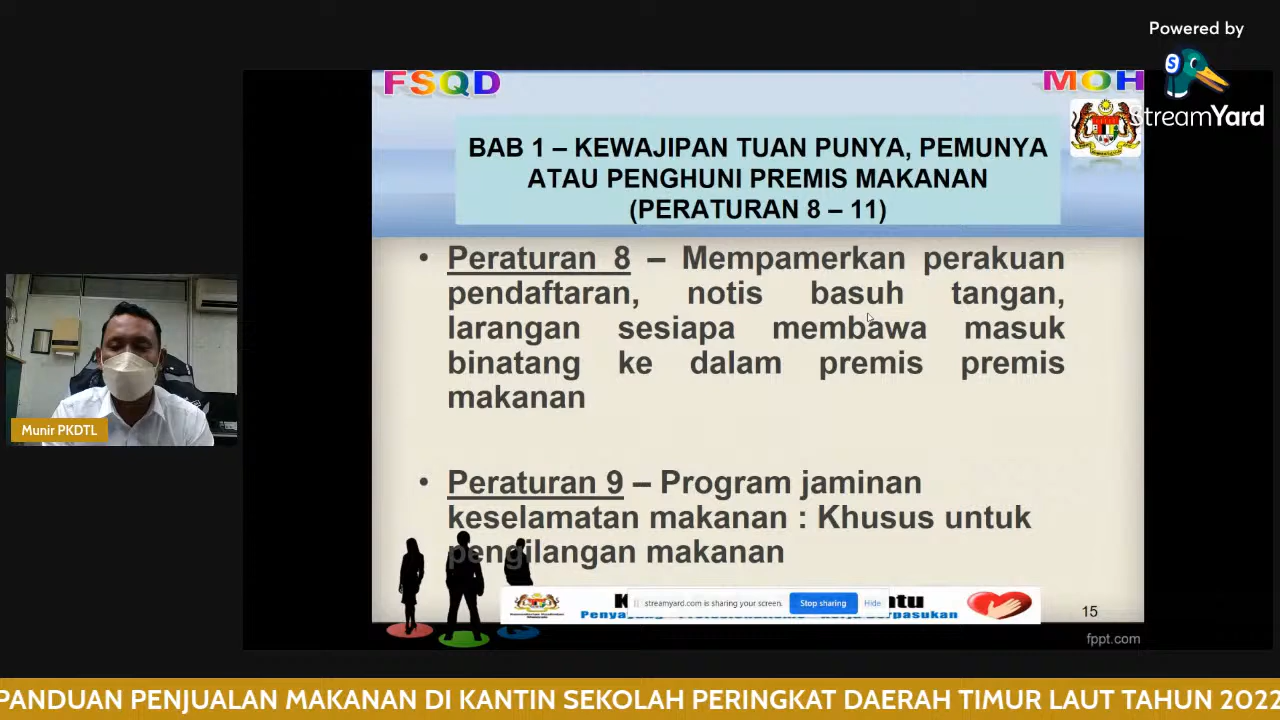 Powered by
StreamYard
FSQD
MOH
BAB 1 – KEWAJIPAN TUAN PUNYA, PEMUNYA
ATAU PENGHUNI PREMIS MAKANAN
(PERATURAN 8 – 11)
• Peraturan 8 – Mempamerkan perakuan
pendaftaran, notis basuh tangan,
larangan sesiapa membawa masuk
binatang ke dalam premis premis
makanan
• Peraturan 9 – Program jaminan
keselamatan makanan : Khusus untuk
pengilangan makanan
Munir PKDTL
streamyard.com is sharing your screen.
Stop sharing
Hide
15
fppt.com
PANDUAN PENJUALAN MAKANAN DI KANTIN SEKOLAH PERINGKAT DAERAH TIMUR LAUT TAHUN 2022